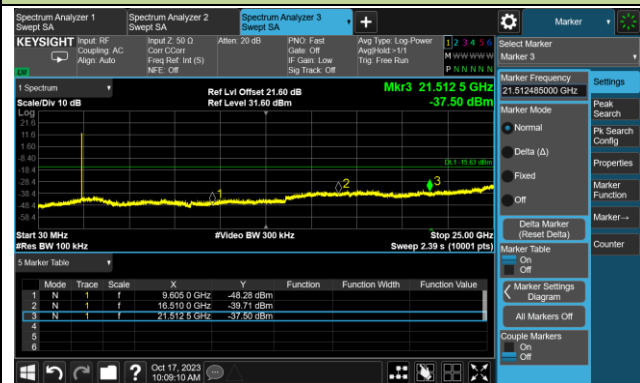 Spectrum Analyzer 1
Swept SA
Spectrum Analyzer 2
Swept SA
Spectrum Analyzer 3
Swept SA
Marker
KEYSIGHT
Input: RF
Coupling: AC
Align: Auto
Input Z: 50 Ω
Corr CCorr
Freq Ref: Int (S)
NFE: Off
Atten: 20 dB
PNO: Fast
Gate: Off
IF Gain: Low
Sig Track: Off
Avg Type: Log-Power
Avg|Hold:>1/1
Trig: Free Run
1 2 3 4 5 6
M W W W W W
P N N N N N
Select Marker
Marker 3
1 Spectrum
Scale/Div 10 dB
Ref Lvl Offset 21.60 dB
Ref Level 31.60 dBm
Mkr3 21.512 5 GHz
-37.50 dBm
Log
21.6
11.6
1.60
-8.40
-18.4
-28.4
-38.4
-48.4
-58.4
DL1 -15.63 dBm
1
2
3
Start 30 MHz
#Res BW 100 kHz
#Video BW 300 kHz
Stop 25.00 GHz
Sweep 2.39 s (10001 pts)
5 Marker Table
Mode Trace Scale X Y Function Function Width Function Value
1 N 1 f 9.605 0 GHz -48.28 dBm
2 N 1 f 16.510 0 GHz -39.71 dBm
3 N 1 f 21.512 5 GHz -37.50 dBm
4
5
6
Marker Frequency
21.512485000 GHz
Marker Mode
Normal
Delta (Δ)
Fixed
Off
Delta Marker
(Reset Delta)
Marker Table
On
Off
Marker Settings
Diagram
All Markers Off
Couple Markers
On
Off
Settings
Peak
Search
Pk Search
Config
Properties
Marker
Function
Marker→
Counter
Oct 17, 2023
10:09:10 AM